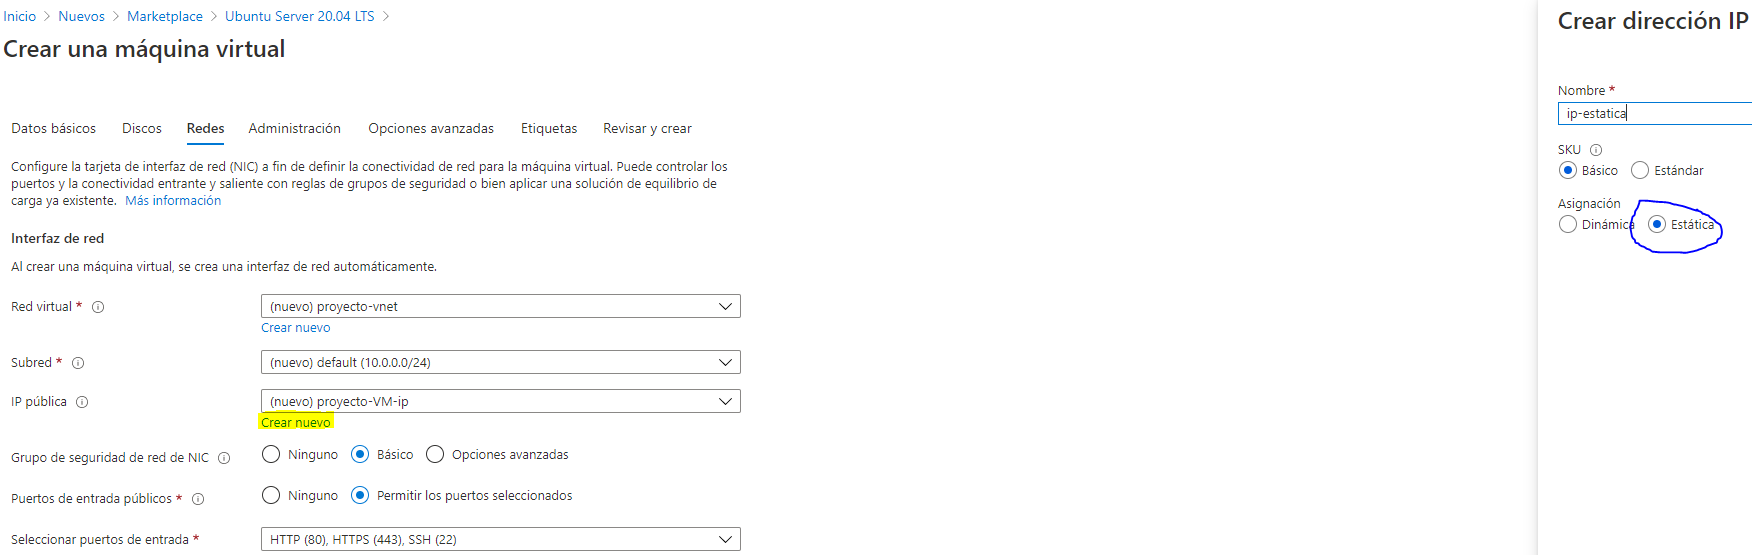 Inicio > Nuevos > Marketplace > Ubuntu Server 20.04 LTS >
Crear una máquina virtual
Datos básicos Discos Redes Administración Opciones avanzadas Etiquetas Revisar y crear
Configure la tarjeta de interfaz de red (NIC) a fin de definir la conectividad de red para la máquina virtual. Puede controlar los
puertos y la conectividad entrante y saliente con reglas de grupos de seguridad o bien aplicar una solución de equilibrio de
carga ya existente. Más información
Interfaz de red
Al crear una máquina virtual, se crea una interfaz de red automáticamente.
Red virtual * (nuevo) proyecto-vnet
Crear nuevo
Subred * (nuevo) default (10.0.0.0/24)
IP pública (nuevo) proyecto-VM-ip
Crear nuevo
Grupo de seguridad de red de NIC Ninguno Básico Opciones avanzadas
Puertos de entrada públicos * Ninguno Permitir los puertos seleccionados
Seleccionar puertos de entrada * HTTP (80), HTTPS (443), SSH (22)
Crear dirección IP
Nombre *
ip-estatica
SKU
Básico Estándar
Asignación
Dinámica Estática